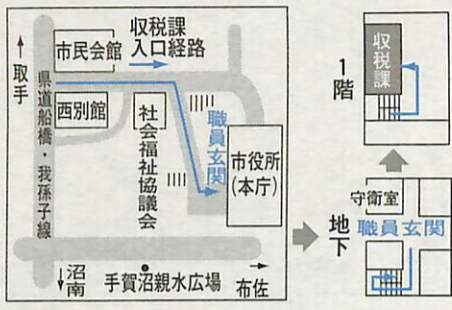 収税課
入口経路
市民会館
↑取手
県道船橋・我孫子線
西別館
社会福祉協議会
職員玄関
市役所
(本庁)
↓沼南
手賀沼親水広場
→
布佐
1階
収税課
地下
守衛室
職員玄関